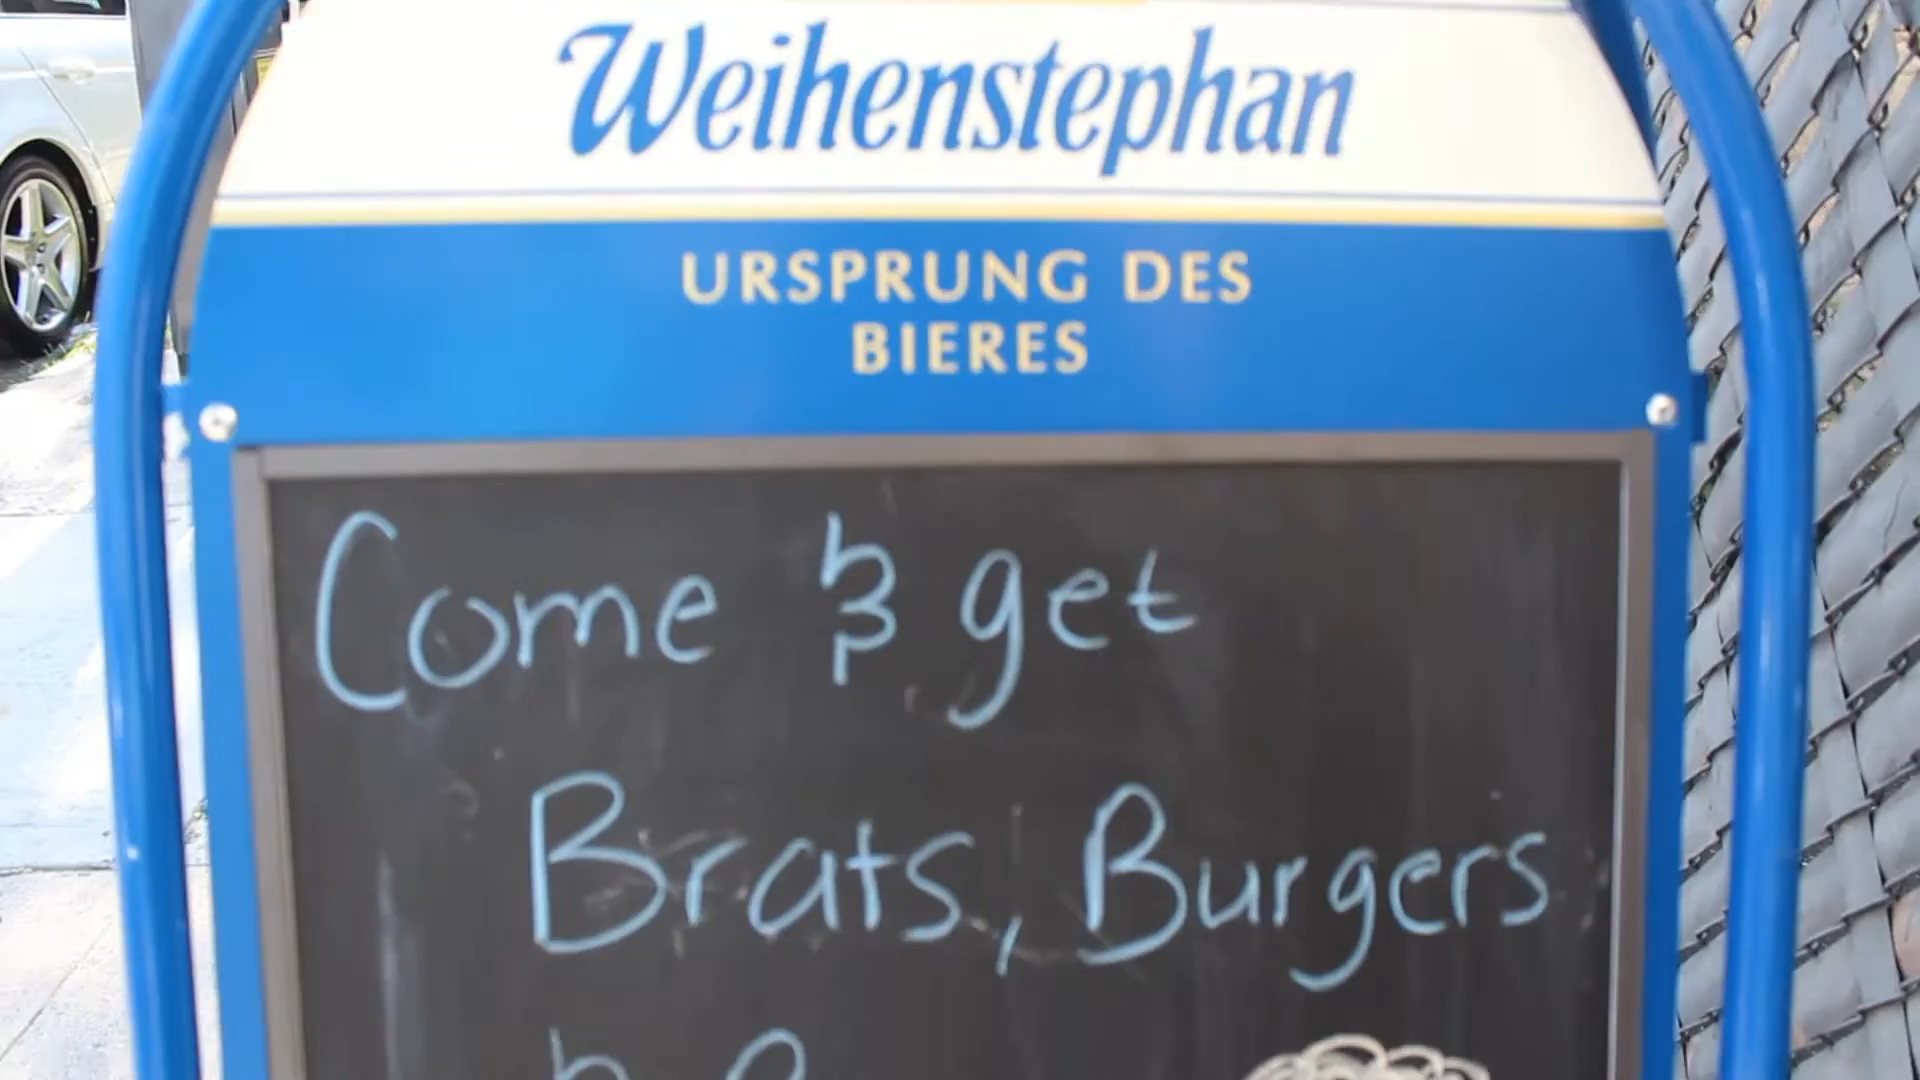 Weihenstephan
URSPRUNG DES
BIERES
Come & get
Brats, Burgers